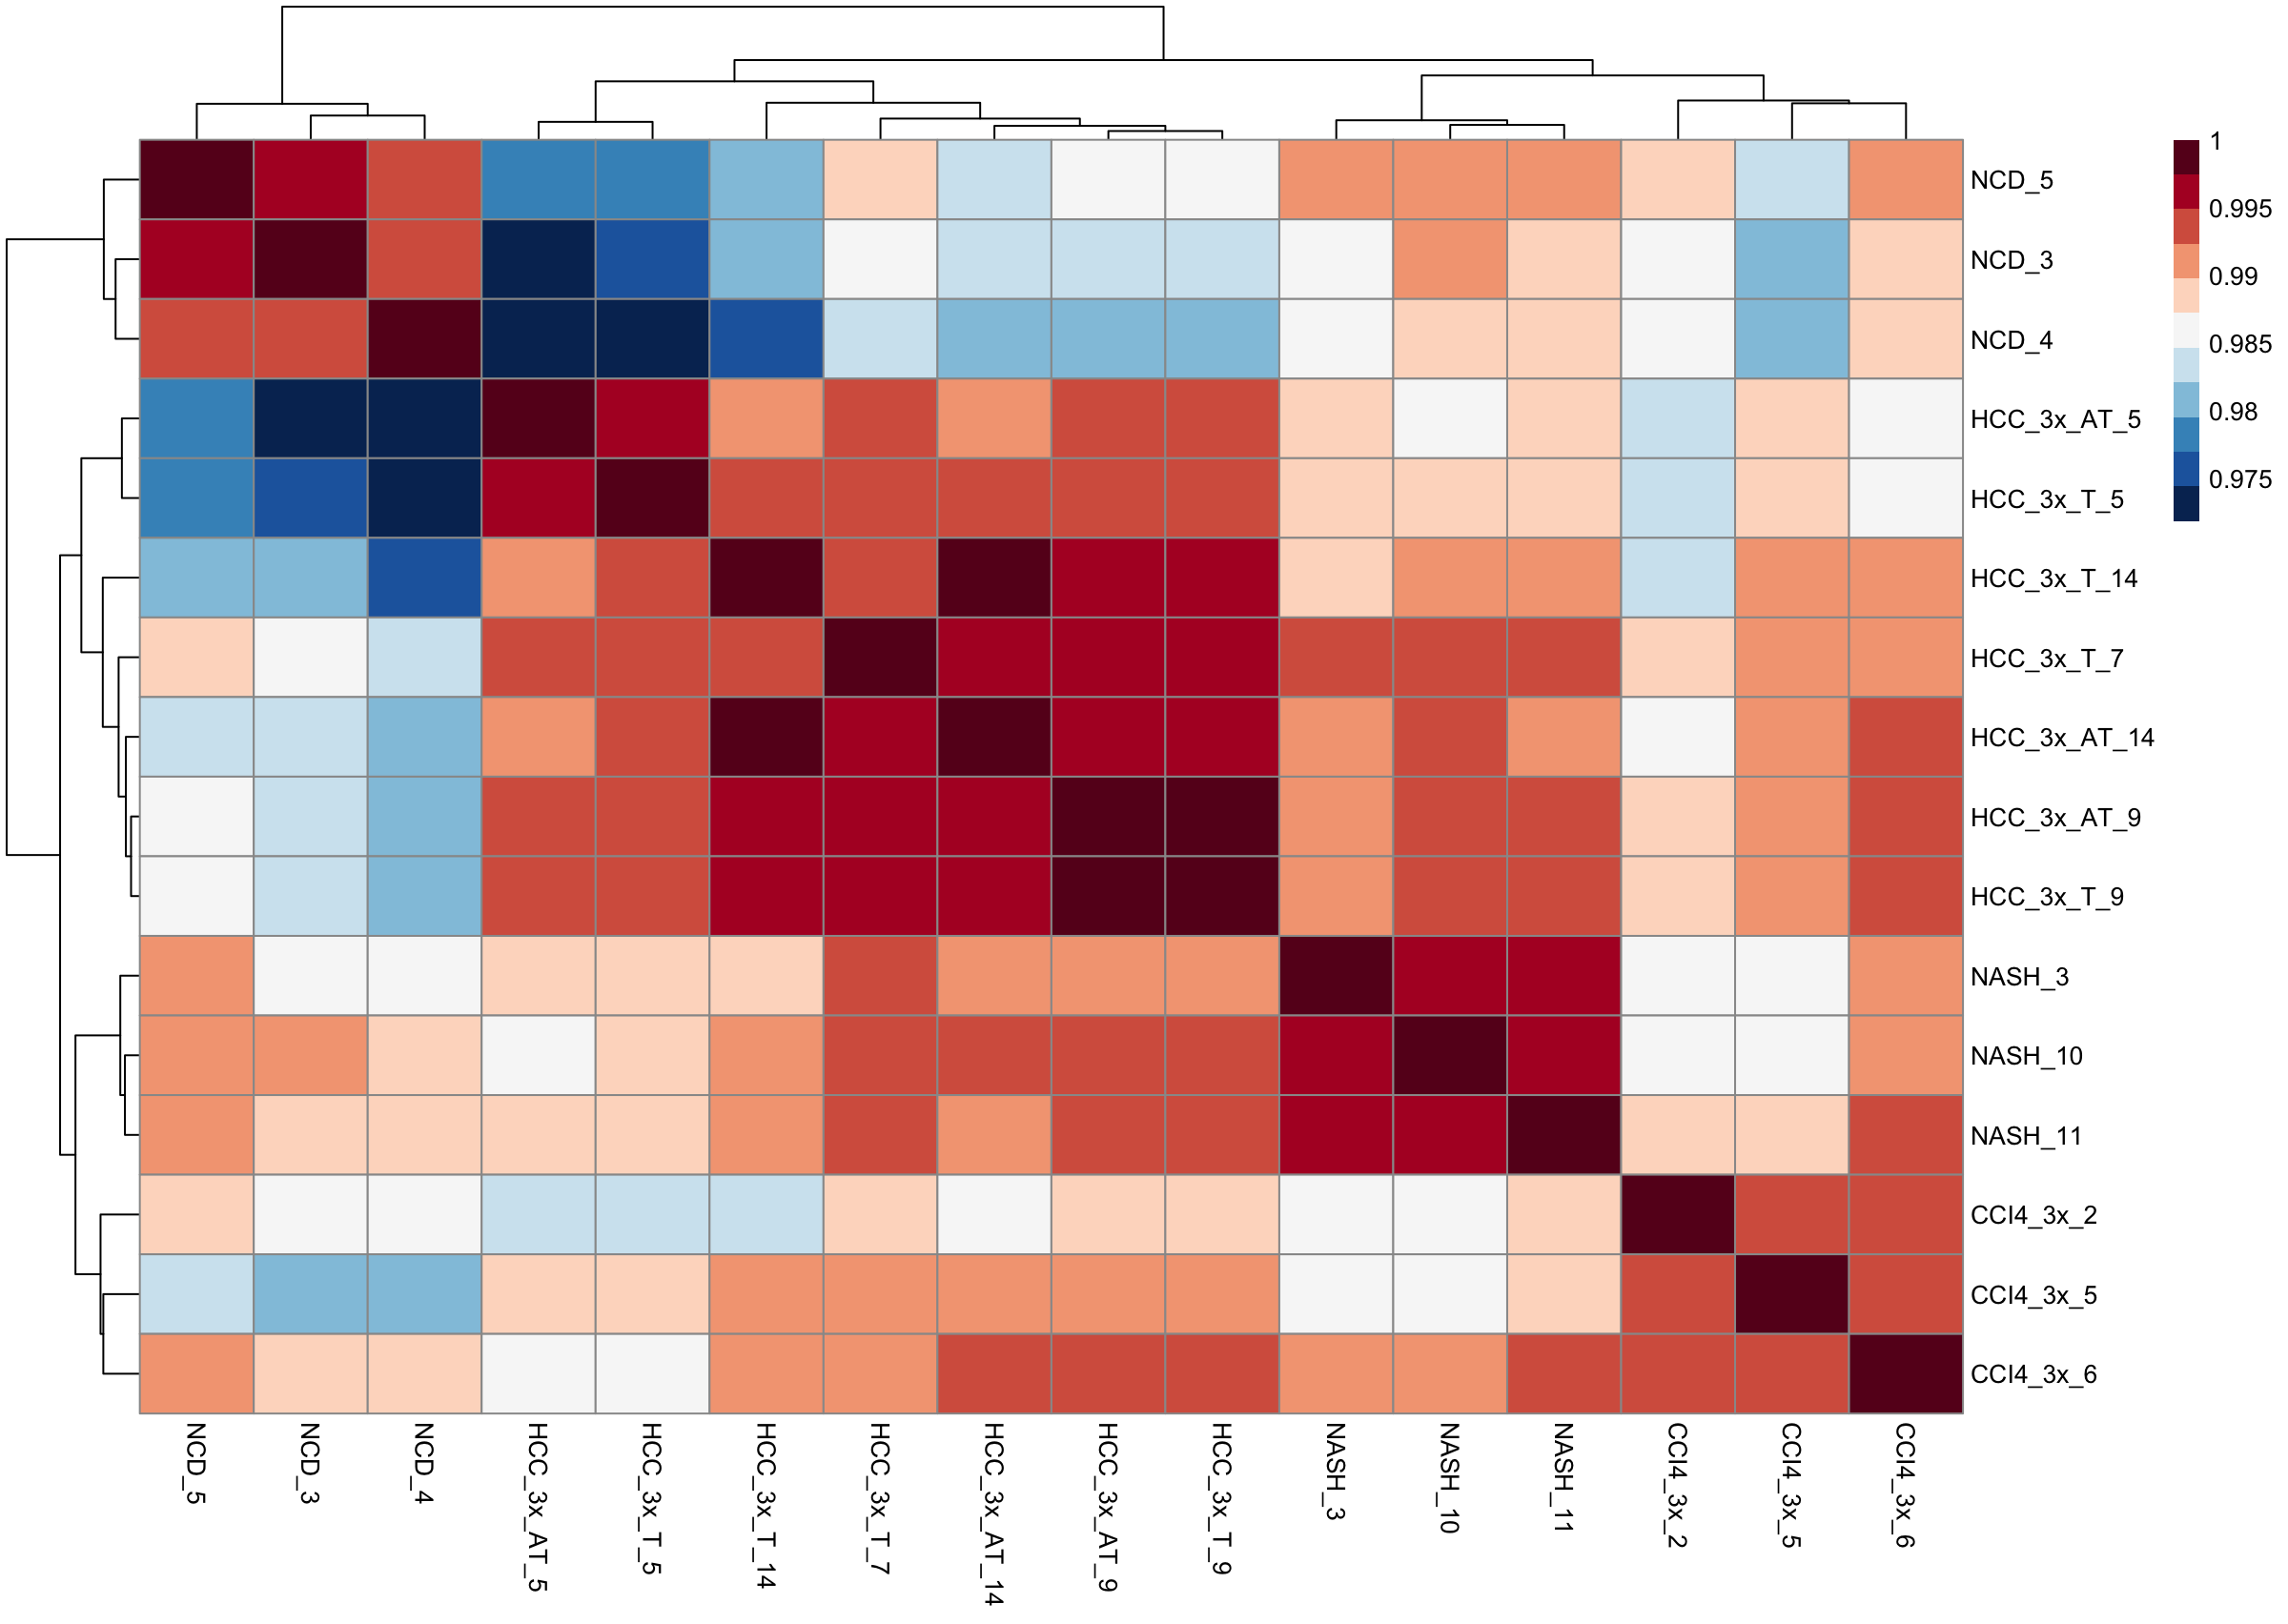 1
0.995
0.99
0.985
0.98
0.975
NCD_5
NCD_3
NCD_4
HCC_3x_AT_5
HCC_3x_T_5
HCC_3x_T_14
HCC_3x_T_7
HCC_3x_AT_14
HCC_3x_AT_9
HCC_3x_T_9
NASH_3
NASH_10
NASH_11
CCl4_3x_2
CCl4_3x_5
CCl4_3x_6
NCD_5
NCD_3
NCD_4
HCC_3x_AT_5
HCC_3x_T_5
HCC_3x_T_14
HCC_3x_T_7
HCC_3x_AT_14
HCC_3x_AT_9
HCC_3x_T_9
NASH_3
NASH_10
NASH_11
CCl4_3x_2
CCl4_3x_5
CCl4_3x_6